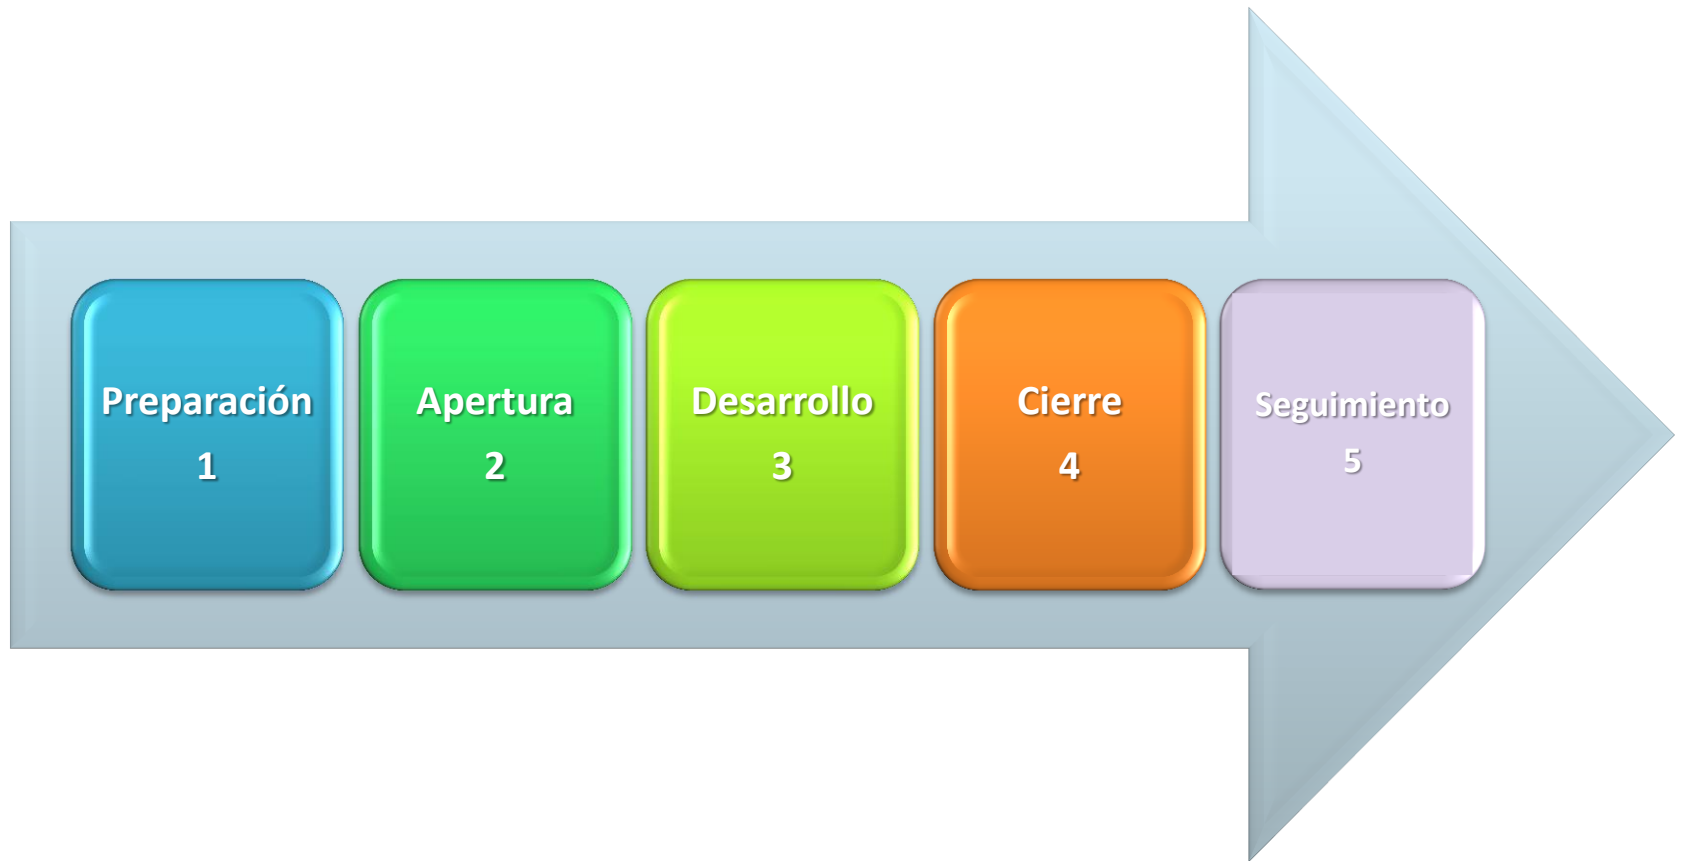 Preparación
1
Apertura
2
Desarrollo
3
Cierre
4
Seguimiento
5